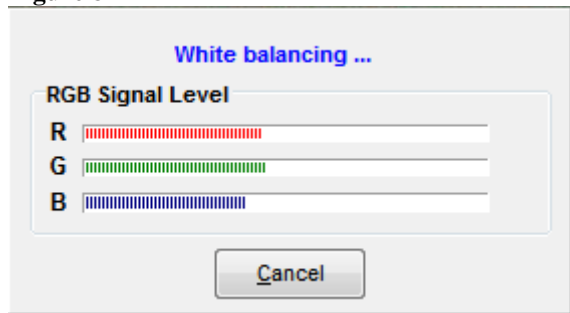 White balancing ...
RGB Signal Level
R
G
B
Cancel